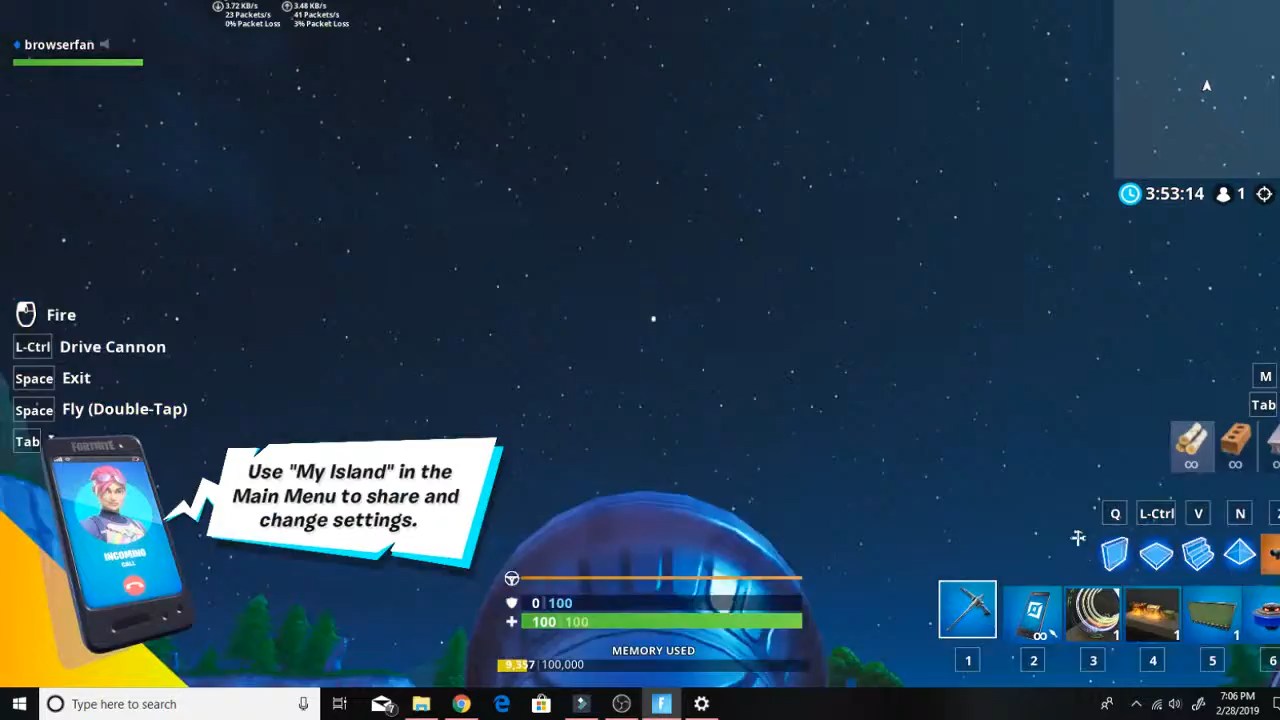 3.72 KB/s 3.48 KB/s
23 Packets/s 41 Packets/s
0% Packet Loss 3% Packet Loss
browserfan
3:53:14 1
Fire
L-Ctrl Drive Cannon
Space Exit
Space Fly (Double-Tap)
Tab
M
Tab
FORTNITE
INCOMING
CALL
Use "My Island" in the
Main Menu to share and
change settings.
∞ ∞
Q L-Ctrl V N
0 | 100
100 | 100
MEMORY USED
9,357 | 100,000
∞ 1 1 1
1 2 3 4 5 6
Type here to search
7
7:06 PM
2/28/2019